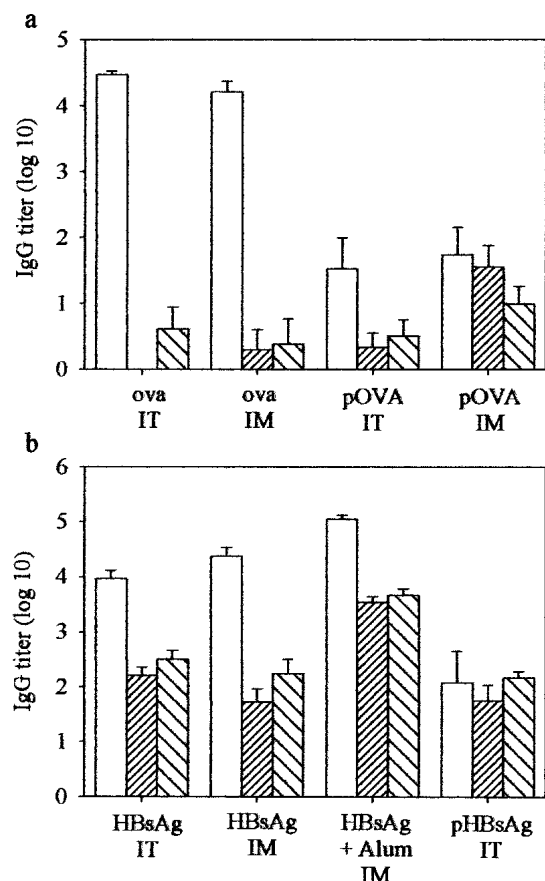 a
IgG titer (log 10)
5
4
3
2
1
0
ova
IT
ova
IM
pOVA
IT
pOVA
IM
b
IgG titer (log 10)
6
5
4
3
2
1
0
HBsAg
IT
HBsAg
IM
HBsAg
+ Alum
IM
pHBsAg
IT